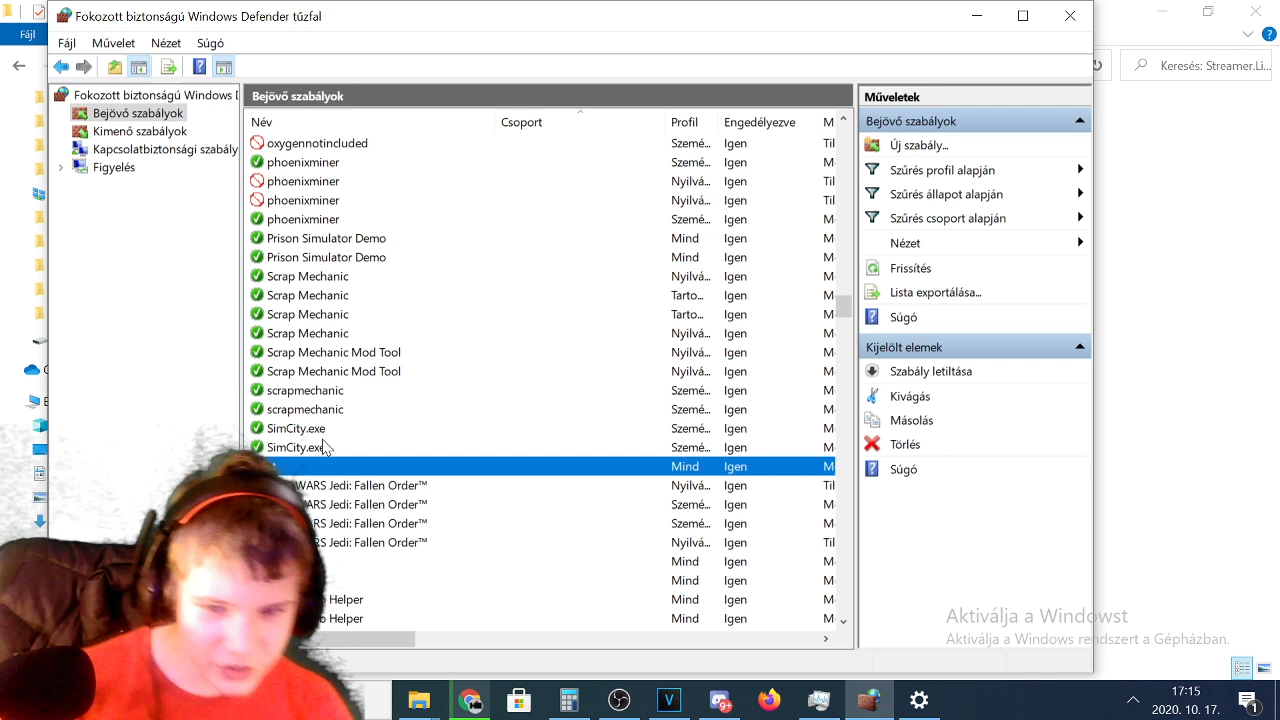 Fokozott biztonságú Windows Defender tűzfal
Fájl
Fájl Művelet Nézet Súgó
Keresés: Streamer.Li...
Fokozott biztonságú Windows
Bejövő szabályok
Kimenő szabályok
Kapcsolatbiztonsági szabály
Figyelés
Bejövő szabályok
Név Csoport Profil Engedélyezve M
oxygennotincluded Szemé... Igen Til
phoenixminer Szemé... Igen M
phoenixminer Nyilvá... Igen Til
phoenixminer Nyilvá... Igen Til
phoenixminer Szemé... Igen M
Prison Simulator Demo Mind Igen M
Prison Simulator Demo Mind Igen M
Scrap Mechanic Nyilvá... Igen M
Scrap Mechanic Tarto... Igen M
Scrap Mechanic Tarto... Igen M
Scrap Mechanic Nyilvá... Igen M
Scrap Mechanic Mod Tool Nyilvá... Igen M
Scrap Mechanic Mod Tool Nyilvá... Igen M
scrapmechanic Szemé... Igen M
scrapmechanic Szemé... Igen M
SimCity.exe Szemé... Igen M
SimCity.exe Szemé... Igen M
Mind Igen M
WARS Jedi: Fallen Order™ Nyilvá... Igen Til
WARS Jedi: Fallen Order™ Szemé... Igen M
Jedi: Fallen Order™ Szemé... Igen M
Jedi: Fallen Order™ Nyilvá... Igen Til
Mind Igen M
Mind Igen M
Helper Mind Igen M
Helper Mind Igen M
Műveletek
Bejövő szabályok
Új szabály...
Szűrés profil alapján
Szűrés állapot alapján
Szűrés csoport alapján
Nézet
Frissítés
Lista exportálása...
Súgó
Kijelölt elemek
Szabály letiltása
Kivágás
Másolás
Törlés
Súgó
Aktiválja a Windowst
Aktiválja a Windows rendszert a Gépházban.
V
9+
17:15
2020. 10. 17.
1